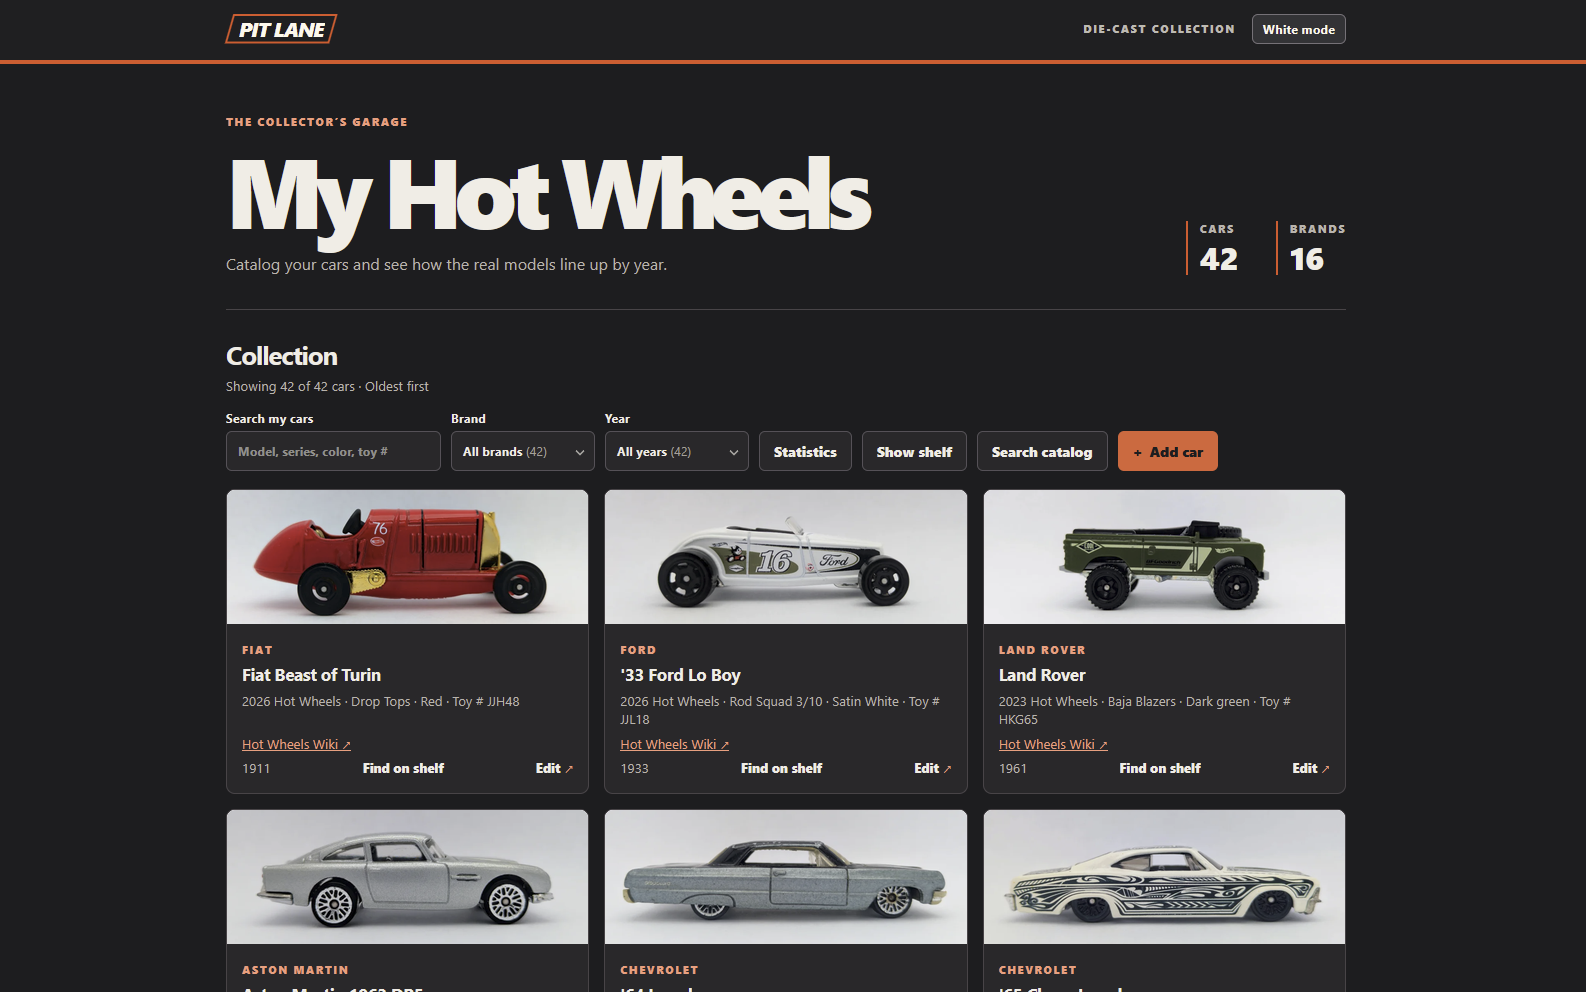 PIT LANE
DIE-CAST COLLECTION
White mode
THE COLLECTOR'S GARAGE
My Hot Wheels
Catalog your cars and see how the real models line up by year.
CARS
42
BRANDS
16
Collection
Showing 42 of 42 cars · Oldest first
Search my cars
Brand
Year
Model, series, color, toy #
All brands (42)
All years (42)
Statistics
Show shelf
Search catalog
+ Add car
76
16
Ford
FIAT
Fiat Beast of Turin
2026 Hot Wheels · Drop Tops · Red · Toy # JJH48
Hot Wheels Wiki ↗
1911
Find on shelf
Edit ↗
FORD
'33 Ford Lo Boy
2026 Hot Wheels · Rod Squad 3/10 · Satin White · Toy #
JJL18
Hot Wheels Wiki ↗
1933
Find on shelf
Edit ↗
LAND ROVER
Land Rover
2023 Hot Wheels · Baja Blazers · Dark green · Toy #
HKG65
Hot Wheels Wiki ↗
1961
Find on shelf
Edit ↗
ASTON MARTIN
Aston Martin 1963 DB5
CHEVROLET
CHEVROLET